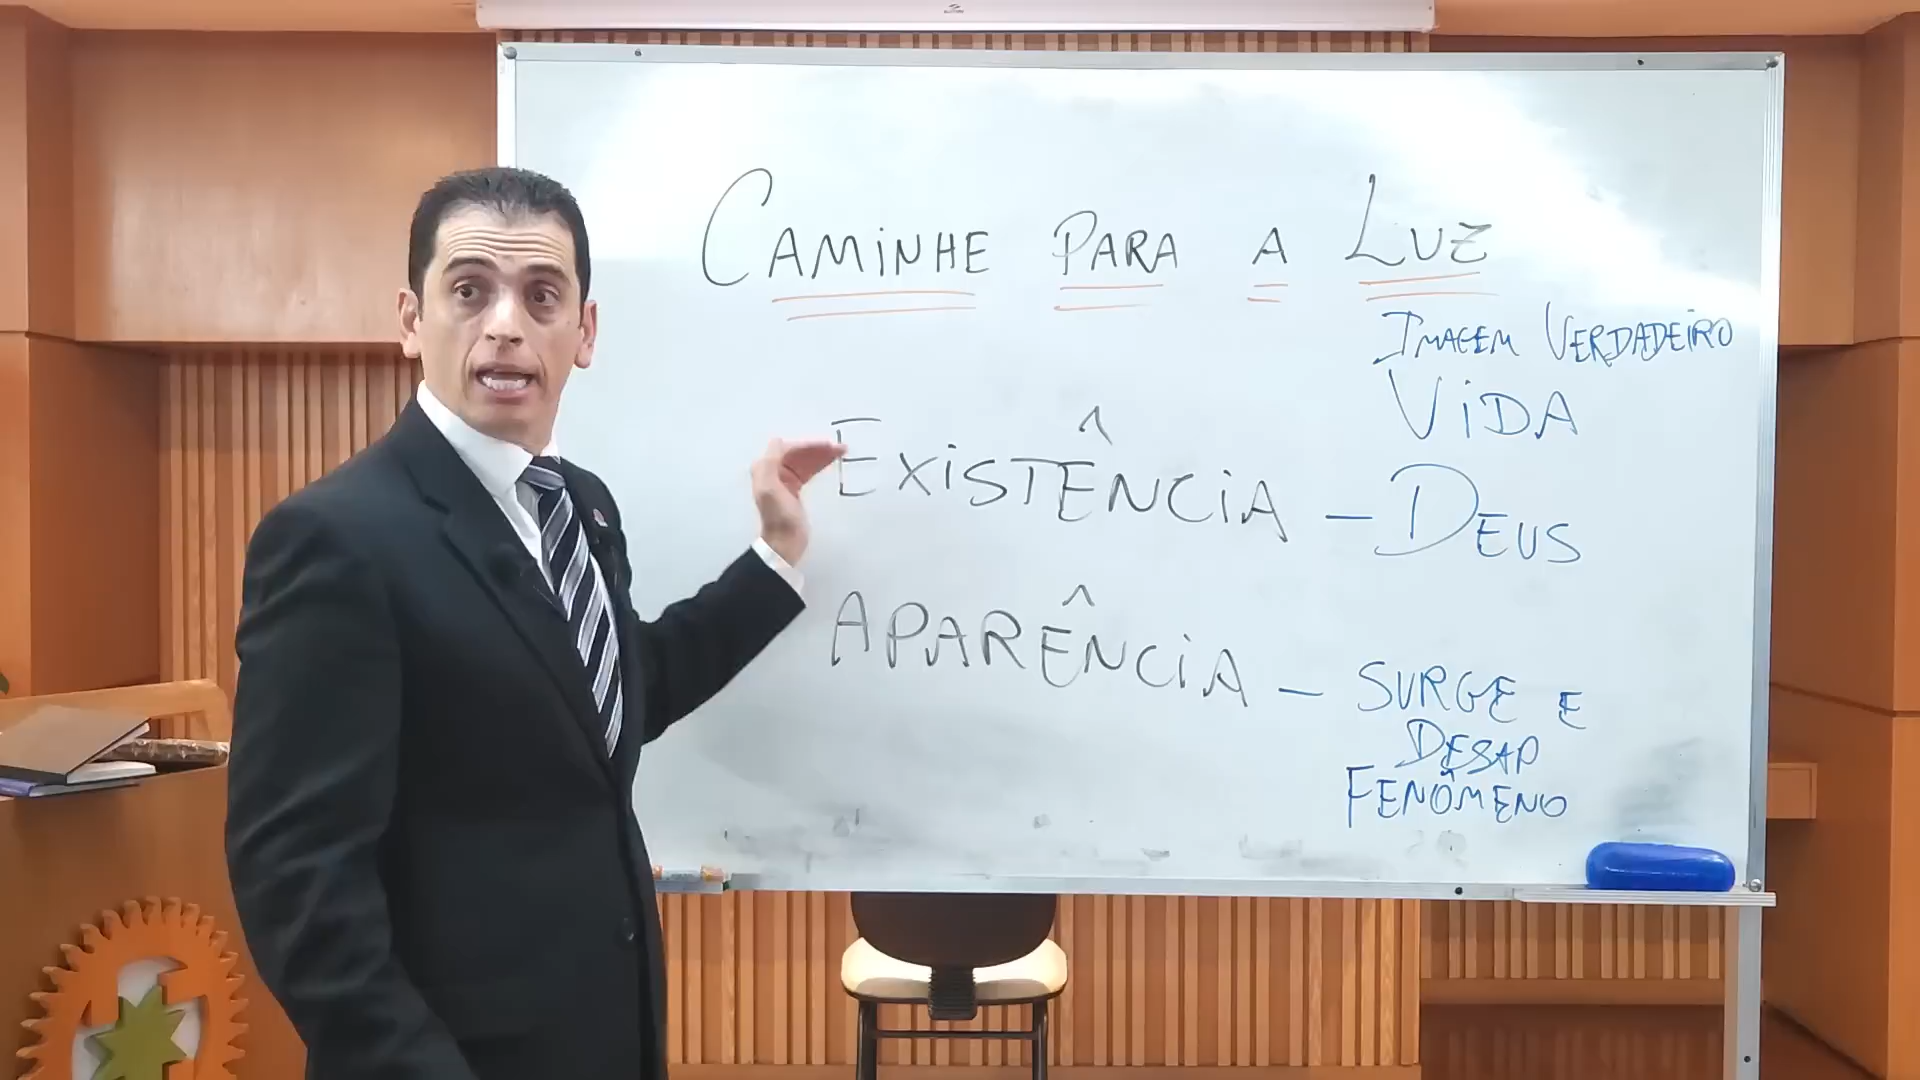 CAMINHE PARA A LUZ
IMAGEM VERDADEIRO
VIDA
EXISTÊNCIA - DEUS
APARÊNCIA - SURGE E
DESAP
FENÔMENO